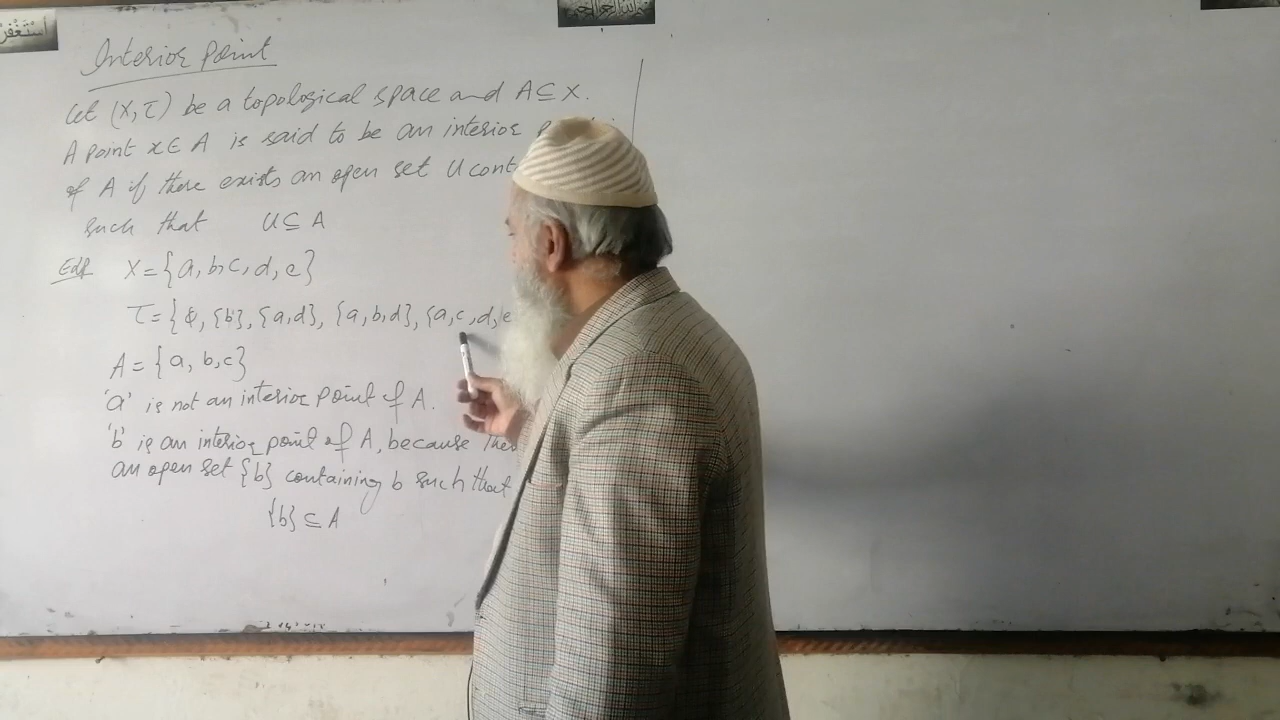 أستغفر
Interior point
Let (X, τ) be a topological space and A ⊆ X.
A point x ∈ A is said to be an interior
of A if there exists an open set U
such that U ⊆ A
X = {a, b, c, d, e}
τ = {φ, {b}, {a, d}, {a, b, d}, {a, c, d, e
A = {a, b, c}
'a' is not an interior point of A.
'b' is an interior point of A, because
an open set {b} containing b such that
{b} ⊆ A